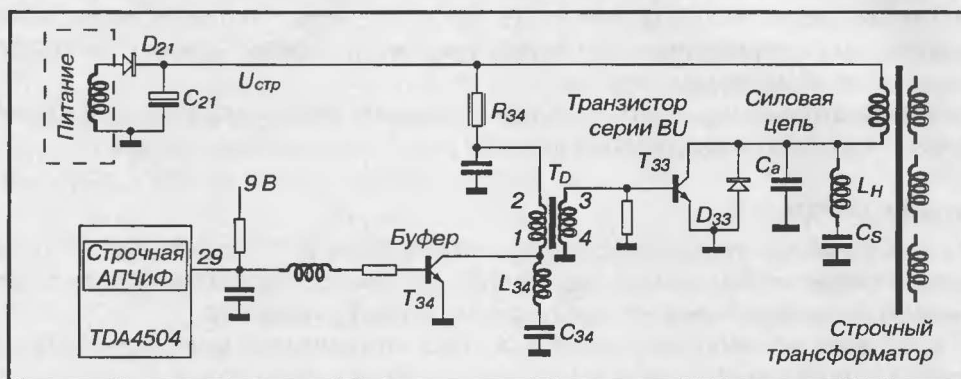 Питание
D21
C21
Uстр
R34
Транзистор
серии BU
Силовая
цепь
T33
Ca
LH
CS
D33
TD
2
3
1
4
9 В
Строчная
АПЧиФ
29
TDA4504
Буфер
T34
L34
C34
Строчный
трансформатор